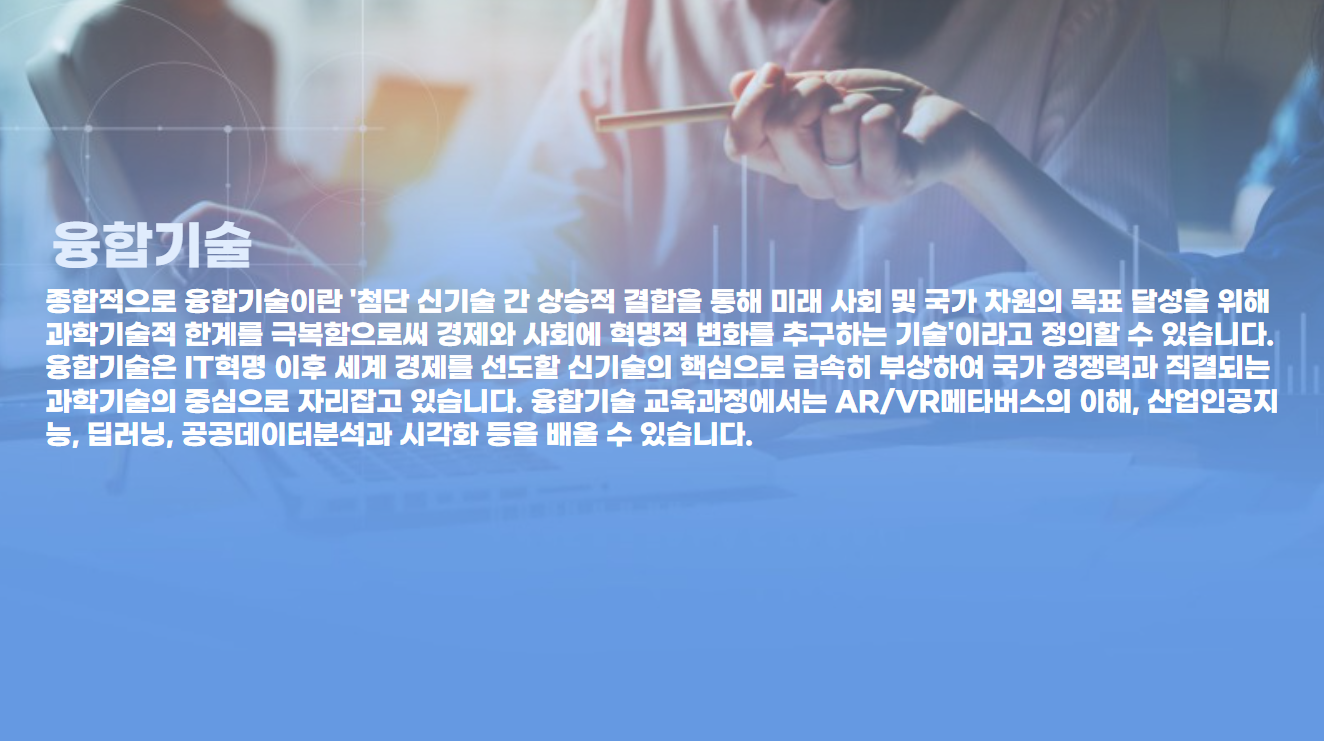 융합기술
종합적으로 융합기술이란 '첨단 신기술 간 상승적 결합을 통해 미래 사회 및 국가 차원의 목표 달성을 위해
과학기술적 한계를 극복함으로써 경제와 사회에 혁명적 변화를 추구하는 기술'이라고 정의할 수 있습니다.
융합기술은 IT혁명 이후 세계 경제를 선도할 신기술의 핵심으로 급속히 부상하여 국가 경쟁력과 직결되는
과학기술의 중심으로 자리잡고 있습니다. 융합기술 교육과정에서는 AR/VR메타버스의 이해, 산업인공지
능, 딥러닝, 공공데이터분석과 시각화 등을 배울 수 있습니다.